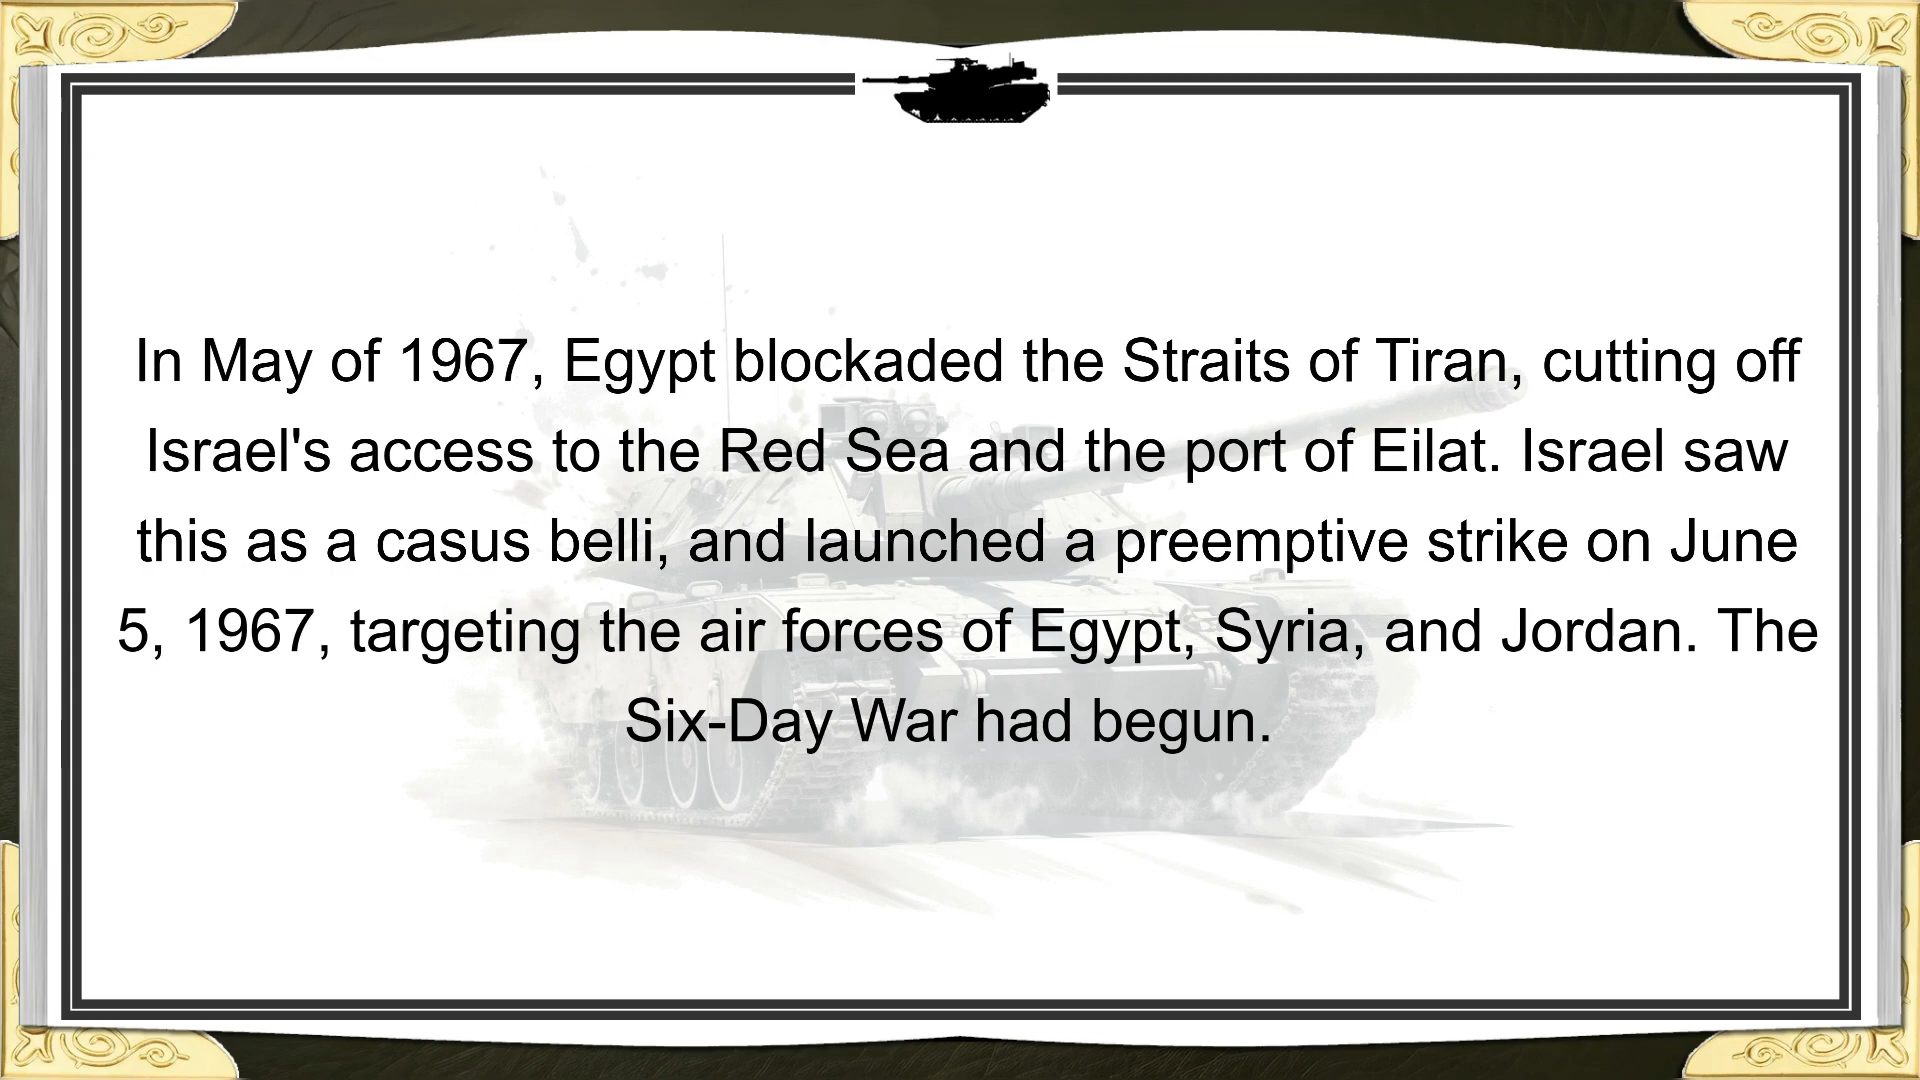 In May of 1967, Egypt blockaded the Straits of Tiran, cutting off
Israel's access to the Red Sea and the port of Eilat. Israel saw
this as a casus belli, and launched a preemptive strike on June
5, 1967, targeting the air forces of Egypt, Syria, and Jordan. The
Six-Day War had begun.